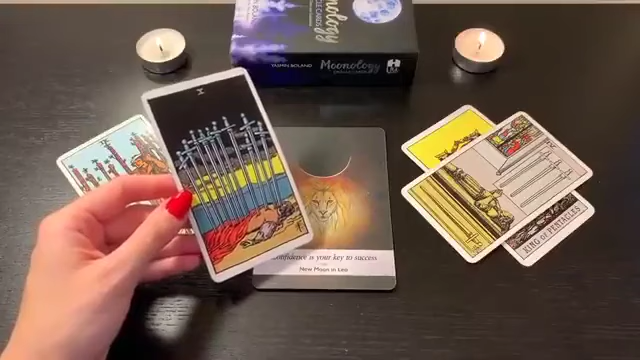 Moonology
YASMIN BOLAND Moonology
X
Confidence is your key to success
New Moon in Leo
KING OF PENTACLES